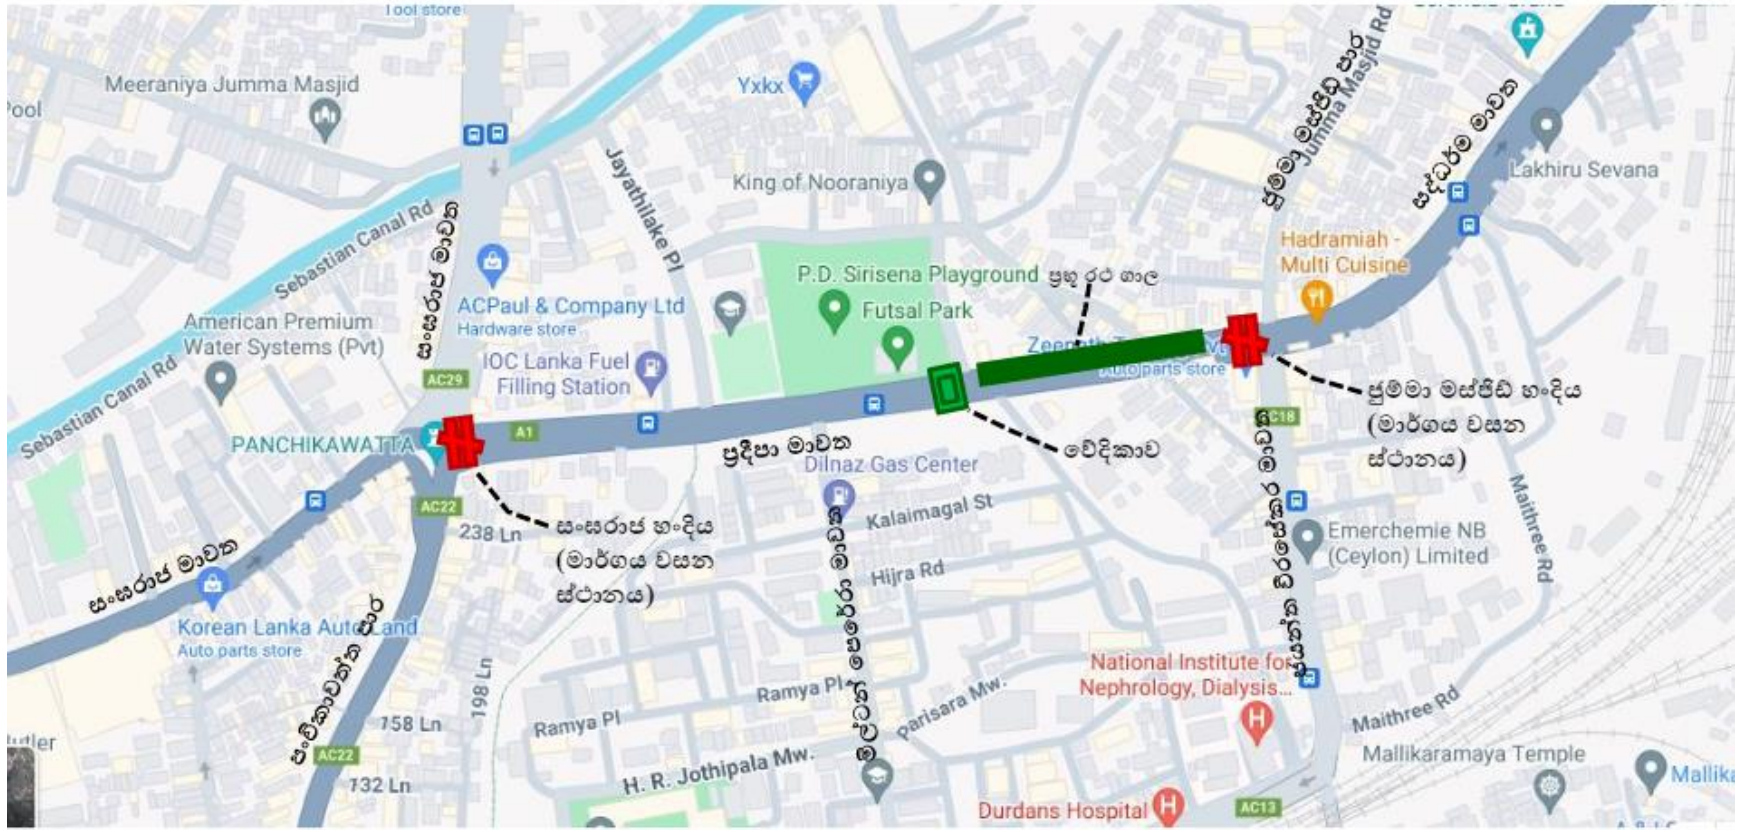 Tool store
Meeraniya Jumma Masjid
Pool
Yxkx
ජුම්මා මස්ජිඩ් පාර
Jumma Masjid Rd
සද්ධර්ම මාවත
Lakhiru Sevana
King of Nooraniya
Jayathilake Pl
Sebastian Canal Rd
සංඝරාජ මාවත
ACPaul & Company Ltd
Hardware store
American Premium
Water Systems (Pvt)
Hadramiah -
Multi Cuisine
P.D. Sirisena Playground
ප්‍රභූ රථ ගාල
Futsal Park
IOC Lanka Fuel
Filling Station
Auto parts store
AC29
Sebastian Canal Rd
PANCHIKAWATTA
A1
ප්‍රදීපා මාවත
වේදිකාව
ජුම්මා මස්ජිඩ් හංදිය
(මාර්ගය වසන
ස්ථානය)
AC18
Dilnaz Gas Center
Kalaimagal St
AC22
238 Ln
සංඝරාජ හංදිය
(මාර්ගය වසන
ස්ථානය)
Hijra Rd
Emerchemie NB
(Ceylon) Limited
Maithree Rd
සංඝරාජ මාවත
Korean Lanka Auto Land
Auto parts store
පංචිකාවත්ත පාර
198 Ln
158 Ln
132 Ln
AC22
Ramya Pl
Ramya Pl
Parisara Mw.
H. R. Jothipala Mw.
National Institute for
Nephrology, Dialysis...
Durdans Hospital
AC13
Maithree Rd
Mallikaramaya Temple